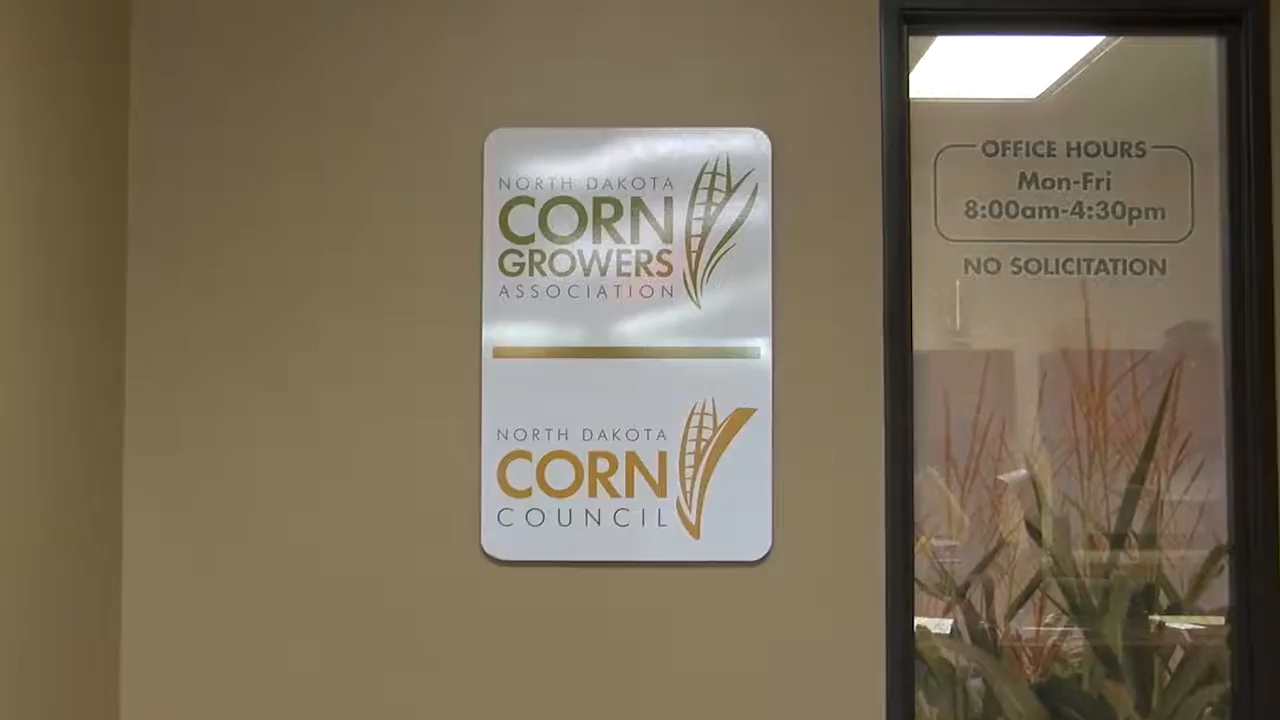 NORTH DAKOTA
CORN
GROWERS
ASSOCIATION
NORTH DAKOTA
CORN
COUNCIL
OFFICE HOURS
Mon-Fri
8:00am-4:30pm
NO SOLICITATION